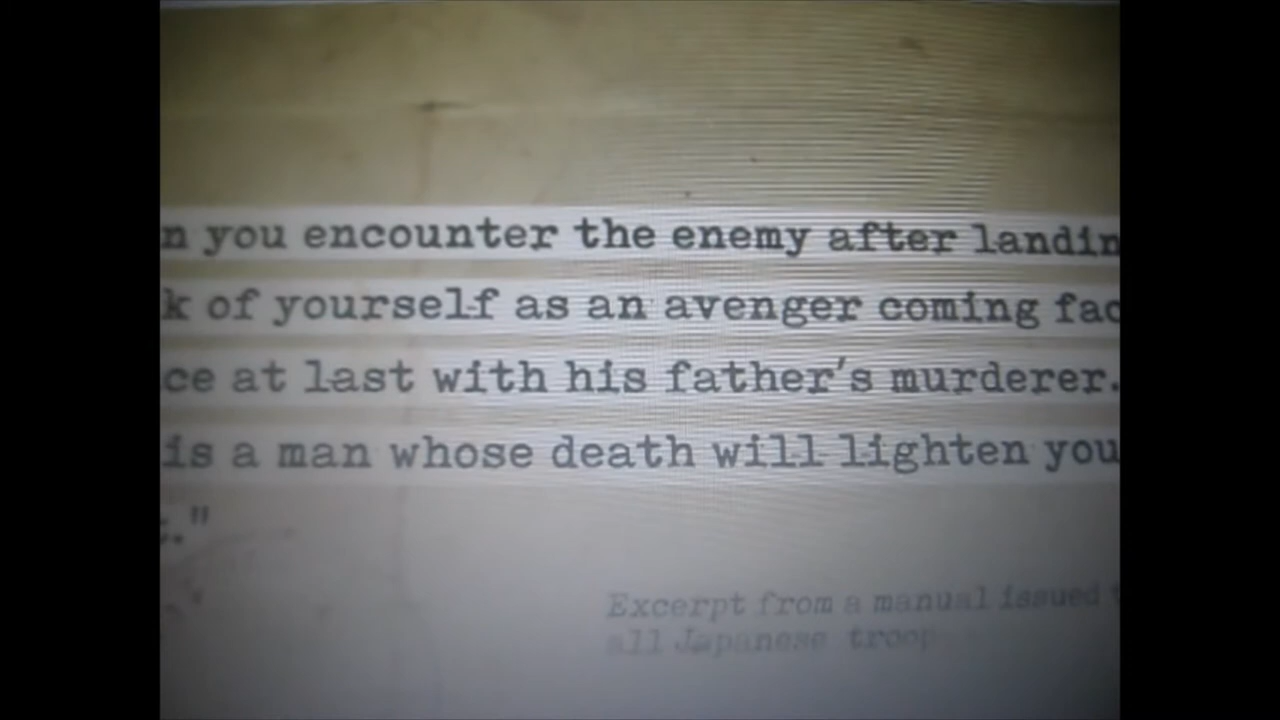 n you encounter the enemy after landin
k of yourself as an avenger coming fac
ce at last with his father's murderer.
is a man whose death will lighten you
."
Excerpt from a manual issued t
all Japanese troop